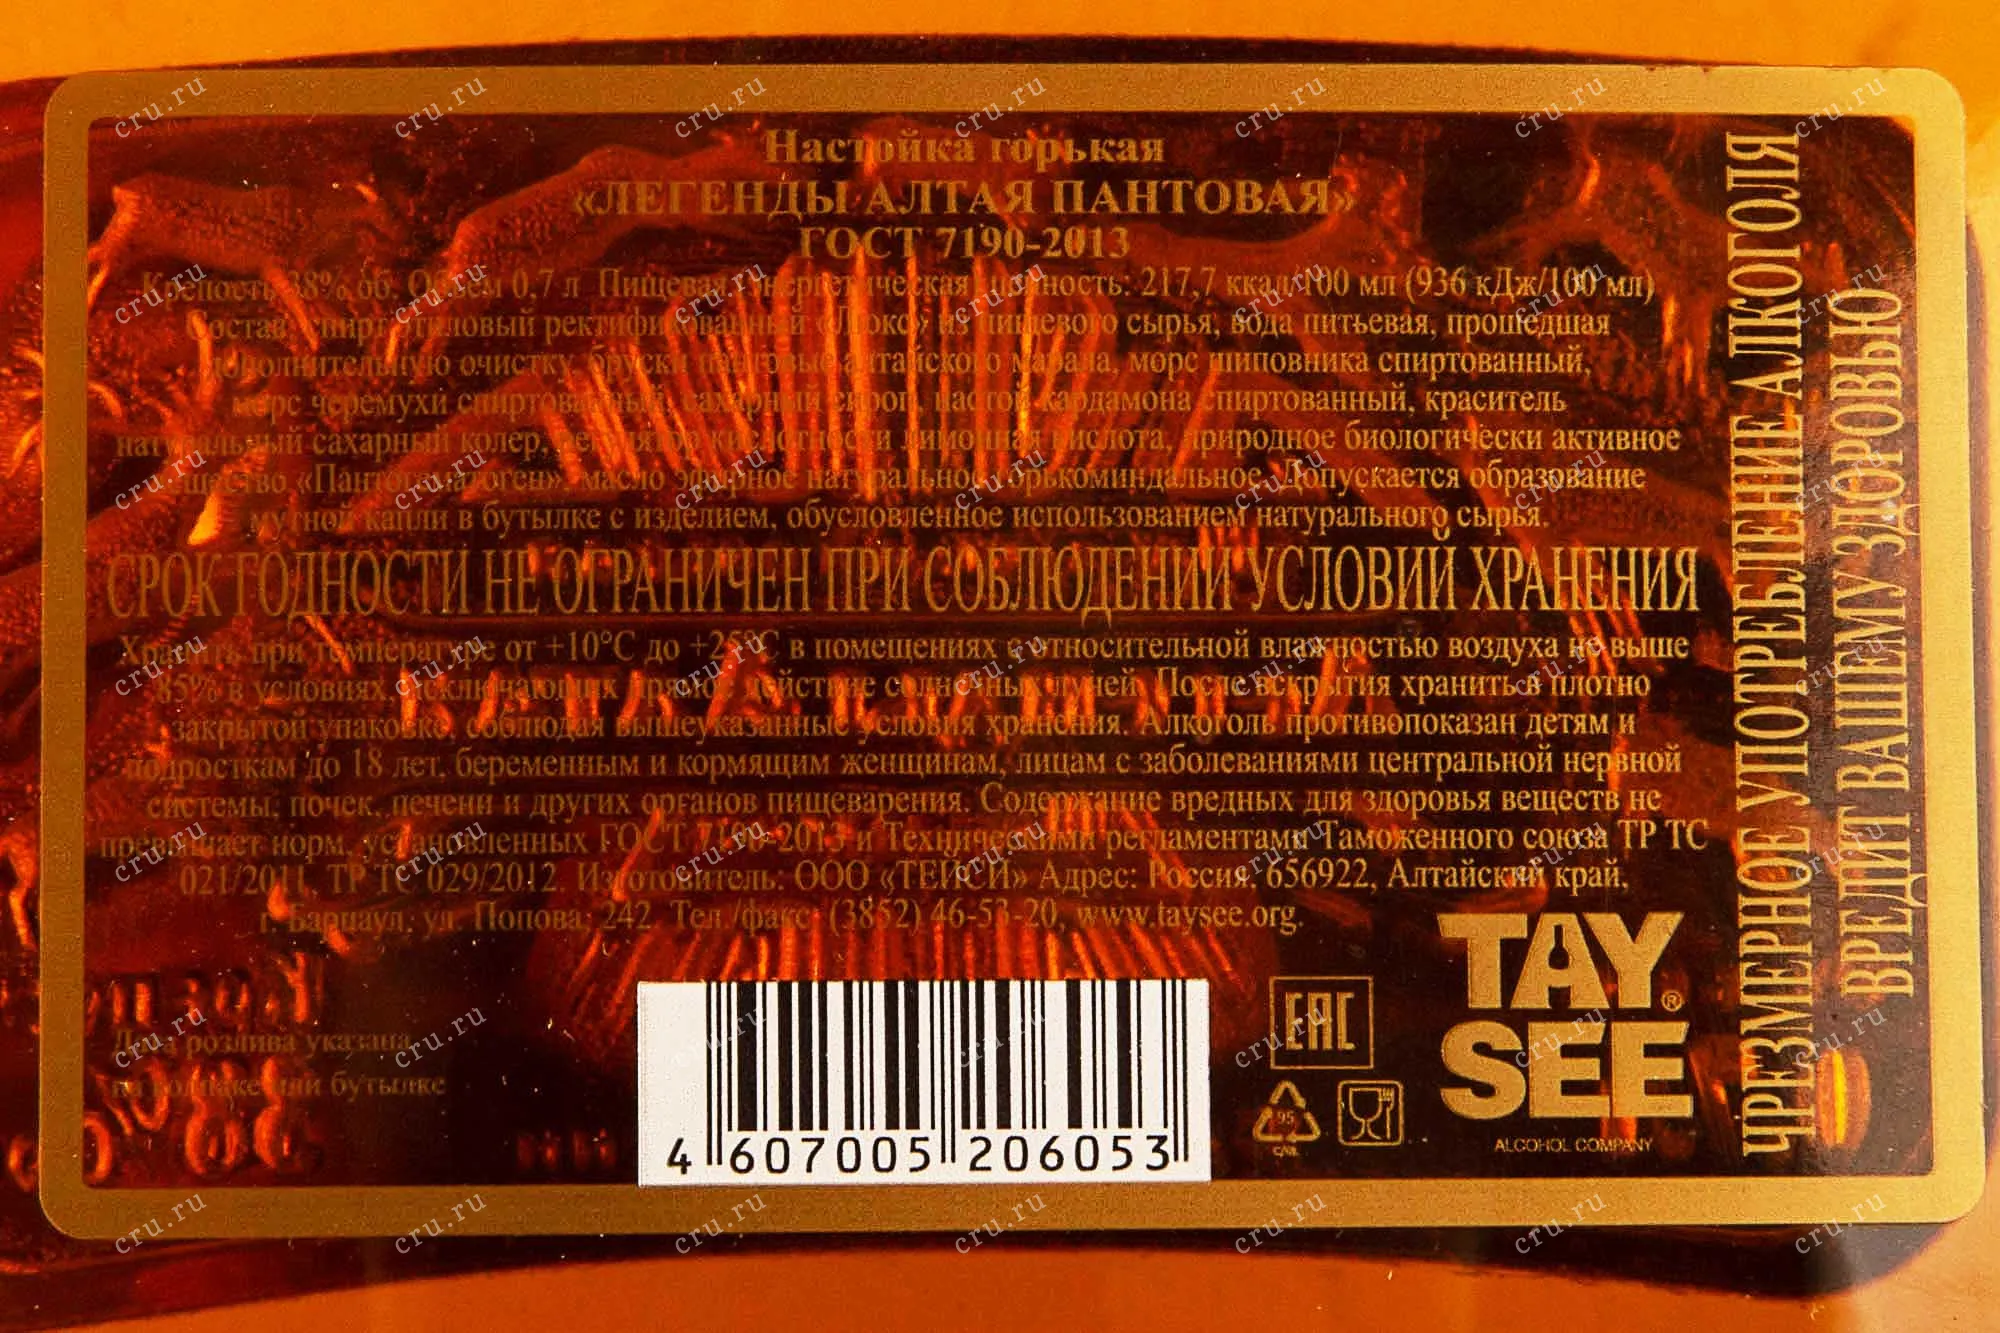 Настойка горькая
«ЛЕГЕНДЫ АЛТАЯ ПАНТОВАЯ»
ГОСТ 7190-2013
Крепость 38% об. Объем 0,7 л Пищевая энергетическая ценность: 217,7 ккал/100 мл (936 кДж/100 мл)
Состав: спирт этиловый ректификованный «Люкс» из пищевого сырья, вода питьевая, прошедшая
дополнительную очистку, бруски пантовые алтайского марала, морс шиповника спиртованный,
морс черемухи спиртованный, сахарный сироп, настой кардамона спиртованный, краситель
натуральный сахарный колер, регулятор кислотности лимонная кислота, природное биологически активное
вещество «Пантогематоген», масло эфирное натуральное горькоминдальное. Допускается образование
мутной капли в бутылке с изделием, обусловленное использованием натурального сырья.
СРОК ГОДНОСТИ НЕ ОГРАНИЧЕН ПРИ СОБЛЮДЕНИИ УСЛОВИЙ ХРАНЕНИЯ
Хранить при температуре от +10°С до +25°С в помещениях с относительной влажностью воздуха не выше
85% в условиях, исключающих прямое действие солнечных лучей. После вскрытия хранить в плотно
закрытой упаковке, соблюдая вышеуказанные условия хранения. Алкоголь противопоказан детям и
подросткам до 18 лет, беременным и кормящим женщинам, лицам с заболеваниями центральной нервной
системы, почек, печени и других органов пищеварения. Содержание вредных для здоровья веществ не
превышает норм, установленных ГОСТ 7190-2013 и Техническими регламентами Таможенного союза ТР ТС
021/2011, ТР ТС 029/2012. Изготовитель: ООО «ТЕЙСИ» Адрес: Россия, 656922, Алтайский край,
г. Барнаул, ул. Попова, 242. Тел./факс: (3852) 46-53-20, www.taysee.org.
Дата розлива указана
на колпаке или бутылке
4 607005 206053
EAC
95
C/ПЕ
TAY
SEE®
ALCOHOL COMPANY
ЧРЕЗМЕРНОЕ УПОТРЕБЛЕНИЕ АЛКОГОЛЯ
ВРЕДИТ ВАШЕМУ ЗДОРОВЬЮ
cru.ru